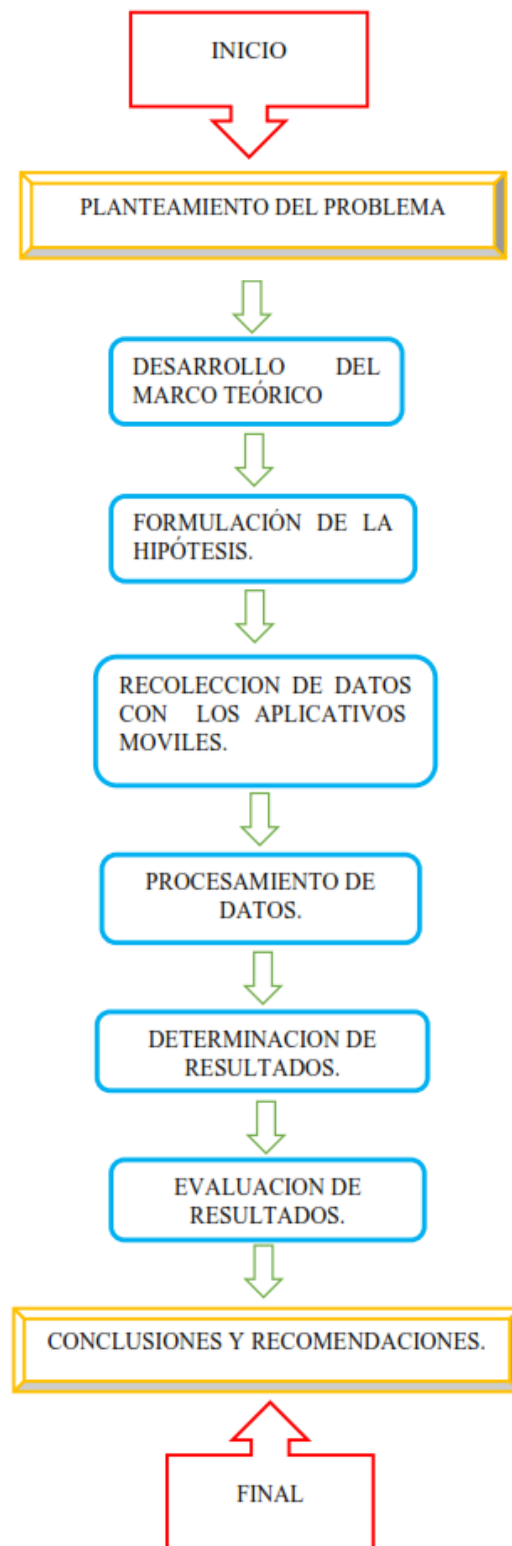 INICIO
PLANTEAMIENTO DEL PROBLEMA
DESARROLLO DEL
MARCO TEÓRICO
FORMULACIÓN DE LA
HIPÓTESIS.
RECOLECCION DE DATOS
CON LOS APLICATIVOS
MOVILES.
PROCESAMIENTO DE
DATOS.
DETERMINACION DE
RESULTADOS.
EVALUACION DE
RESULTADOS.
CONCLUSIONES Y RECOMENDACIONES.
FINAL